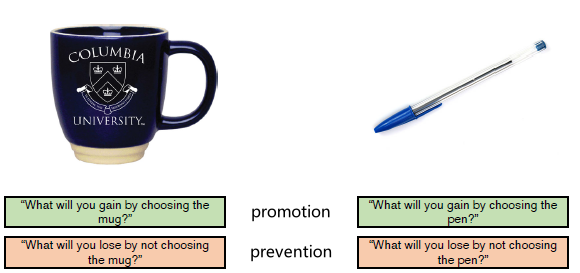 COLUMBIA
UNIVERSITY
"What will you gain by choosing the
mug?"
promotion
"What will you gain by choosing the
pen?"
"What will you lose by not choosing
the mug?"
prevention
"What will you lose by not choosing
the pen?"